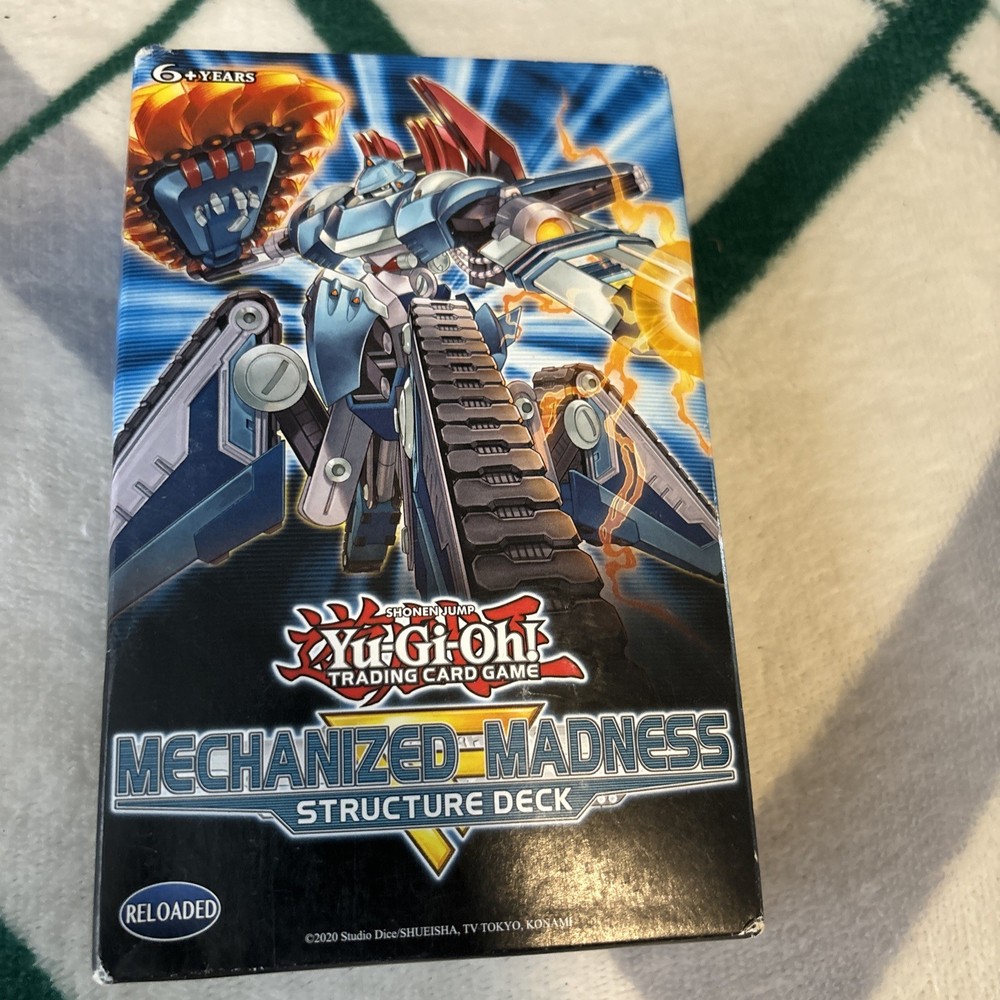 6+YEARS
SHONEN JUMP
Yu-Gi-Oh!
TRADING CARD GAME
MECHANIZED MADNESS
STRUCTURE DECK
RELOADED
©2020 Studio Dice/SHUEISHA, TV TOKYO, KONAMI